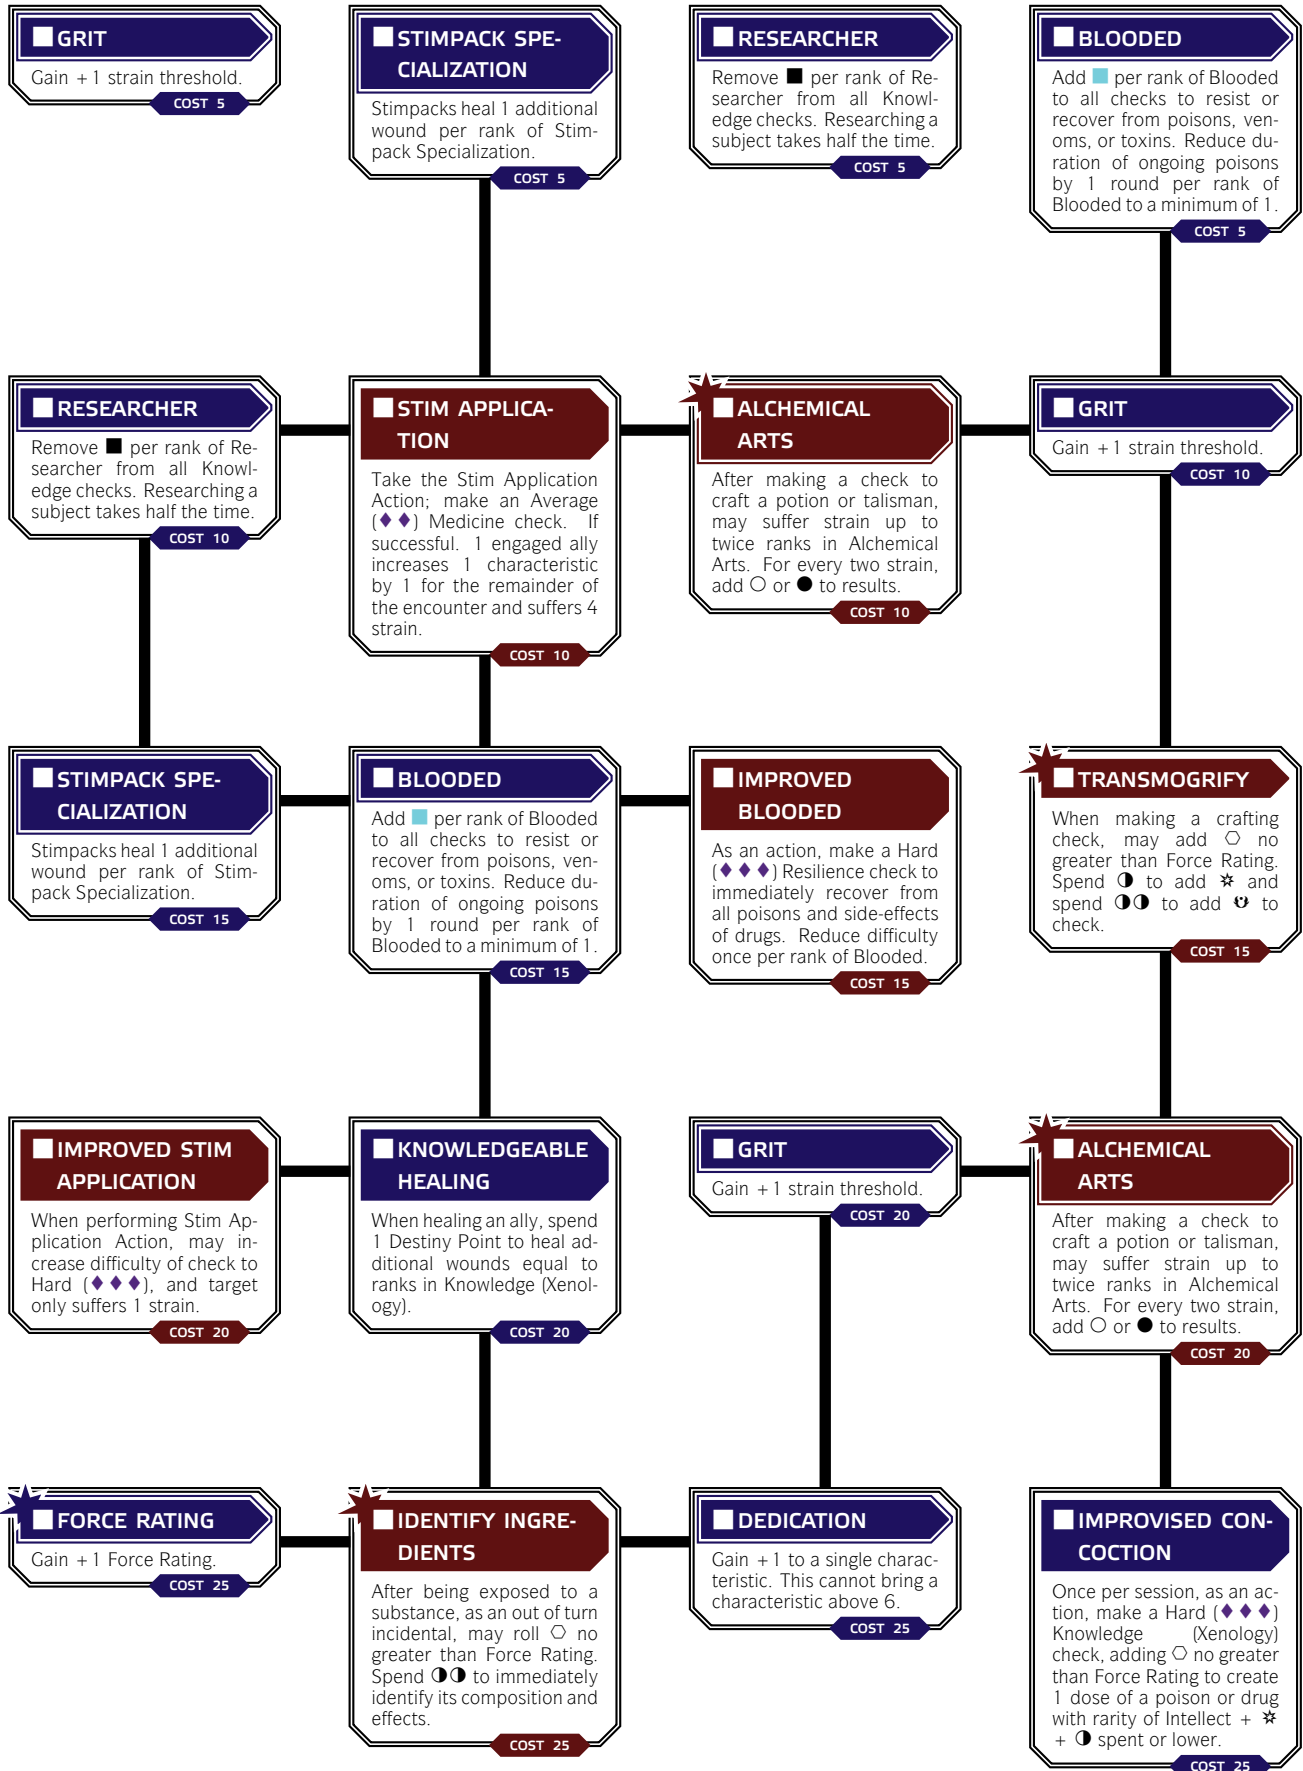 GRIT
Gain +1 strain threshold.
COST 5
STIMPACK SPE-
CIALIZATION
Stimpacks heal 1 additional
wound per rank of Stim-
pack Specialization.
COST 5
RESEARCHER
Remove ■ per rank of Re-
searcher from all Knowl-
edge checks. Researching a
subject takes half the time.
COST 5
BLOODED
Add ■ per rank of Blooded
to all checks to resist or
recover from poisons, ven-
oms, or toxins. Reduce du-
ration of ongoing poisons
by 1 round per rank of
Blooded to a minimum of 1.
COST 5
RESEARCHER
Remove ■ per rank of Re-
searcher from all Knowl-
edge checks. Researching a
subject takes half the time.
COST 10
STIM APPLICA-
TION
Take the Stim Application
Action; make an Average
(♦♦) Medicine check. If
successful. 1 engaged ally
increases 1 characteristic
by 1 for the remainder of
the encounter and suffers 4
strain.
COST 10
ALCHEMICAL
ARTS
After making a check to
craft a potion or talisman,
may suffer strain up to
twice ranks in Alchemical
Arts. For every two strain,
add ○ or ● to results.
COST 10
GRIT
Gain +1 strain threshold.
COST 10
STIMPACK SPE-
CIALIZATION
Stimpacks heal 1 additional
wound per rank of Stim-
pack Specialization.
COST 15
BLOODED
Add ■ per rank of Blooded
to all checks to resist or
recover from poisons, ven-
oms, or toxins. Reduce du-
ration of ongoing poisons
by 1 round per rank of
Blooded to a minimum of 1.
COST 15
IMPROVED
BLOODED
As an action, make a Hard
(♦♦♦) Resilience check to
immediately recover from
all poisons and side-effects
of drugs. Reduce difficulty
once per rank of Blooded.
COST 15
TRANSMOGRIFY
When making a crafting
check, may add ⬡ no
greater than Force Rating.
Spend ◑ to add ✡ and
spend ◑◑ to add to
check.
COST 15
IMPROVED STIM
APPLICATION
When performing Stim Ap-
plication Action, may in-
crease difficulty of check to
Hard (♦♦♦), and target
only suffers 1 strain.
COST 20
KNOWLEDGEABLE
HEALING
When healing an ally, spend
1 Destiny Point to heal ad-
ditional wounds equal to
ranks in Knowledge (Xenol-
ogy).
COST 20
GRIT
Gain +1 strain threshold.
COST 20
ALCHEMICAL
ARTS
After making a check to
craft a potion or talisman,
may suffer strain up to
twice ranks in Alchemical
Arts. For every two strain,
add ○ or ● to results.
COST 20
FORCE RATING
Gain +1 Force Rating.
COST 25
IDENTIFY INGRE-
DIENTS
After being exposed to a
substance, as an out of turn
incidental, may roll ⬡ no
greater than Force Rating.
Spend ◑◑ to immediately
identify its composition and
effects.
COST 25
DEDICATION
Gain +1 to a single charac-
teristic. This cannot bring a
characteristic above 6.
COST 25
IMPROVISED CON-
COCTION
Once per session, as an ac-
tion, make a Hard (♦♦♦)
Knowledge (Xenology)
check, adding ⬡ no greater
than Force Rating to create
1 dose of a poison or drug
with rarity of Intellect + ✡
+ ◑ spent or lower.
COST 25